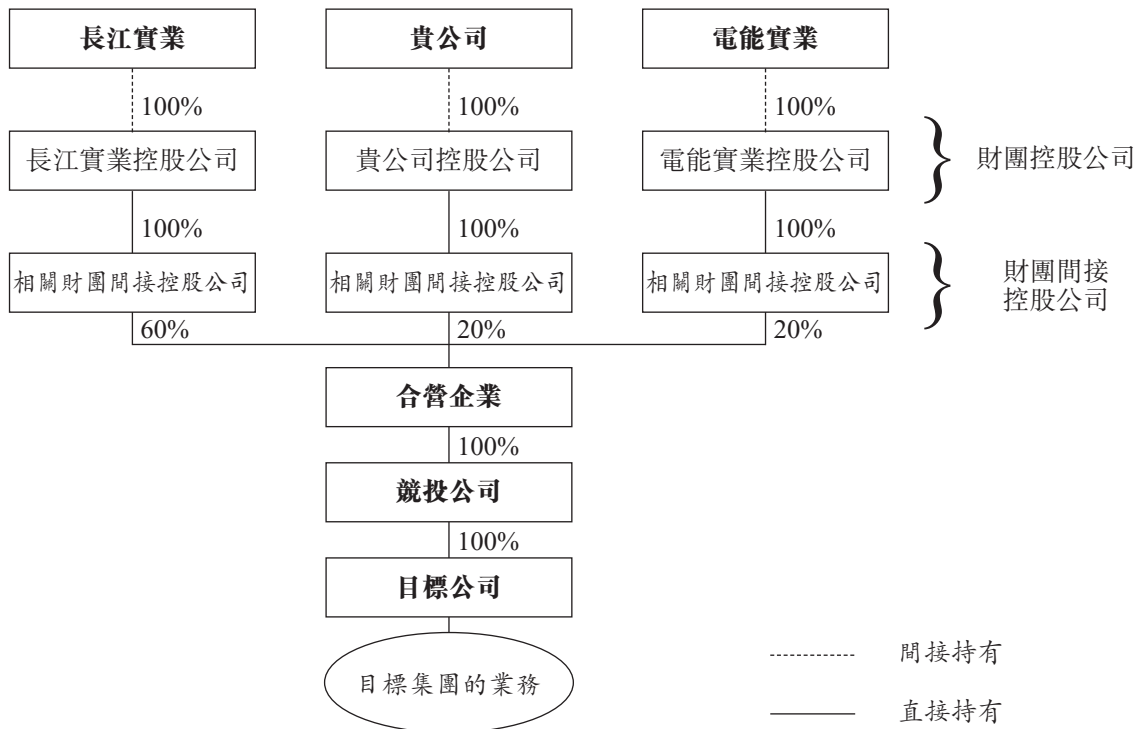 長江實業 貴公司 電能實業
100% 100% 100%
長江實業控股公司 貴公司控股公司 電能實業控股公司 財團控股公司
100% 100% 100%
相關財團間接控股公司 相關財團間接控股公司 相關財團間接控股公司 財團間接
控股公司
60% 20% 20%
合營企業
100%
競投公司
100%
目標公司
目標集團的業務
間接持有
直接持有